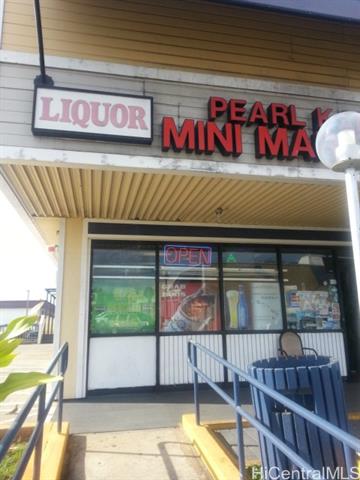 LIQUOR
PEARL K
MINI MA
OPEN
HiCentralMLS